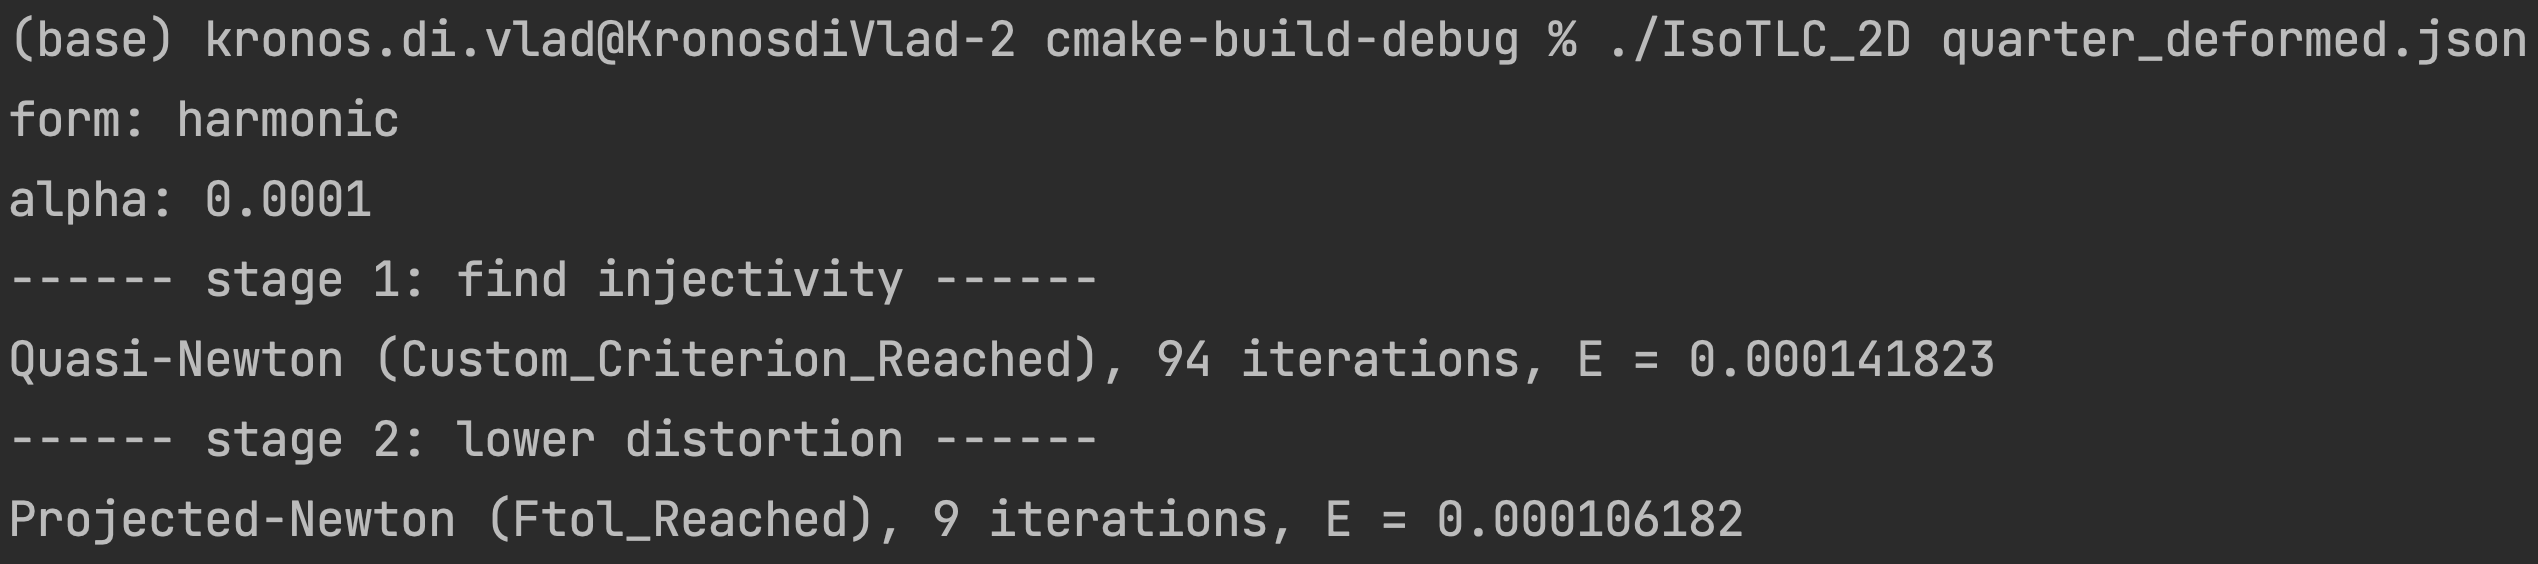 (base) kronos.di.vlad@KronosdiVlad-2 cmake-build-debug % ./IsoTLC_2D quarter_deformed.json
form: harmonic
alpha: 0.0001
------ stage 1: find injectivity ------
Quasi-Newton (Custom_Criterion_Reached), 94 iterations, E = 0.000141823
------ stage 2: lower distortion ------
Projected-Newton (Ftol_Reached), 9 iterations, E = 0.000106182